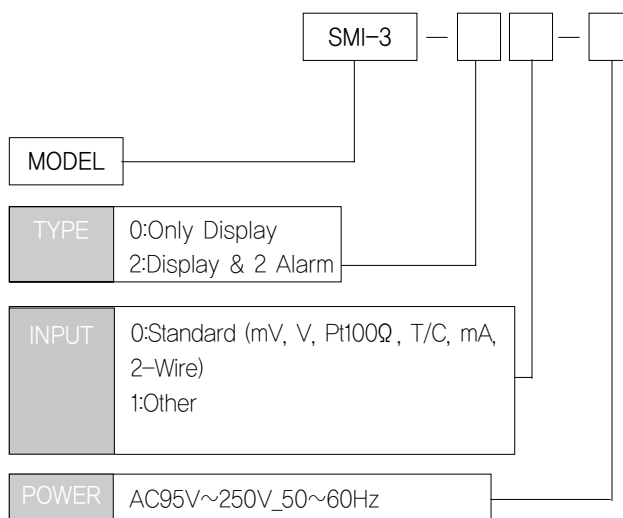 SMI-3 — —
MODEL
TYPE
0:Only Display
2:Display & 2 Alarm
INPUT
0:Standard (mV, V, Pt100Ω, T/C, mA,
2-Wire)
1:Other
POWER
AC95V~250V_50~60Hz